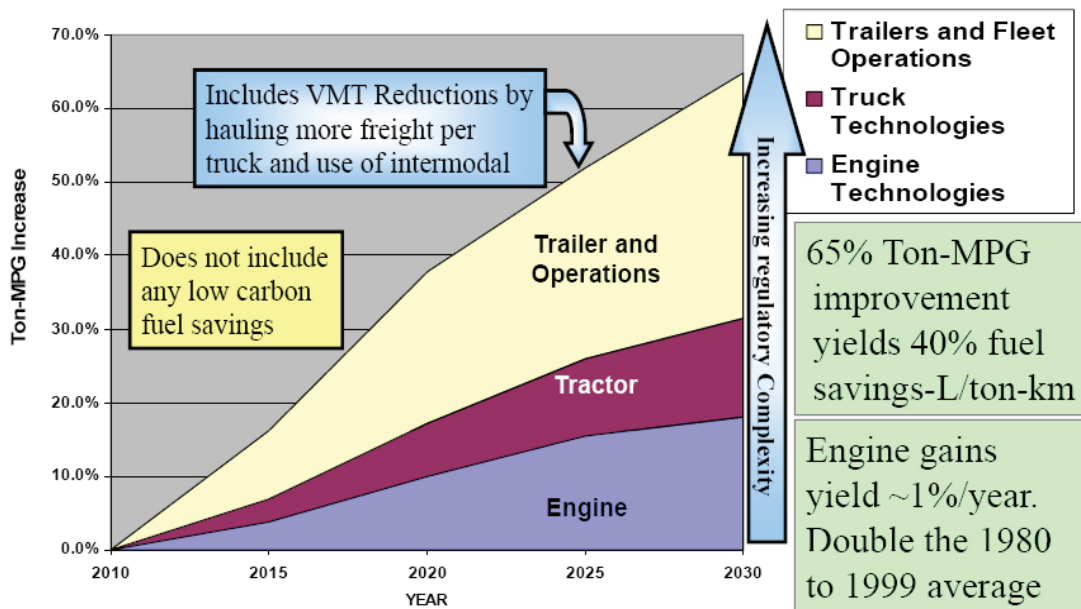 70.0%
60.0%
50.0%
40.0%
30.0%
20.0%
10.0%
0.0%
Ton-MPG Increase
2010
2015
2020
2025
2030
YEAR
Includes VMT Reductions by
hauling more freight per
truck and use of intermodal
Does not include
any low carbon
fuel savings
Trailer and
Operations
Tractor
Engine
Increasing regulatory Complexity
Trailers and Fleet
Operations
Truck
Technologies
Engine
Technologies
65% Ton-MPG
improvement
yields 40% fuel
savings-L/ton-km
Engine gains
yield ~1%/year.
Double the 1980
to 1999 average